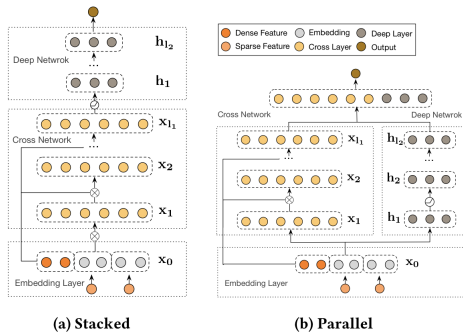 h_{l_2}
Deep Netwrok
...
h_1
x_{l_1}
Cross Network
...
x_2
x_1
x_0
Embedding Layer
(a) Stacked
Dense Feature
Embedding
Deep Layer
Sparse Feature
Cross Layer
Output
Cross Network
Deep Netwrok
x_{l_1}
...
x_2
x_1
h_{l_2}
...
h_2
h_1
x_0
Embedding Layer
(b) Parallel